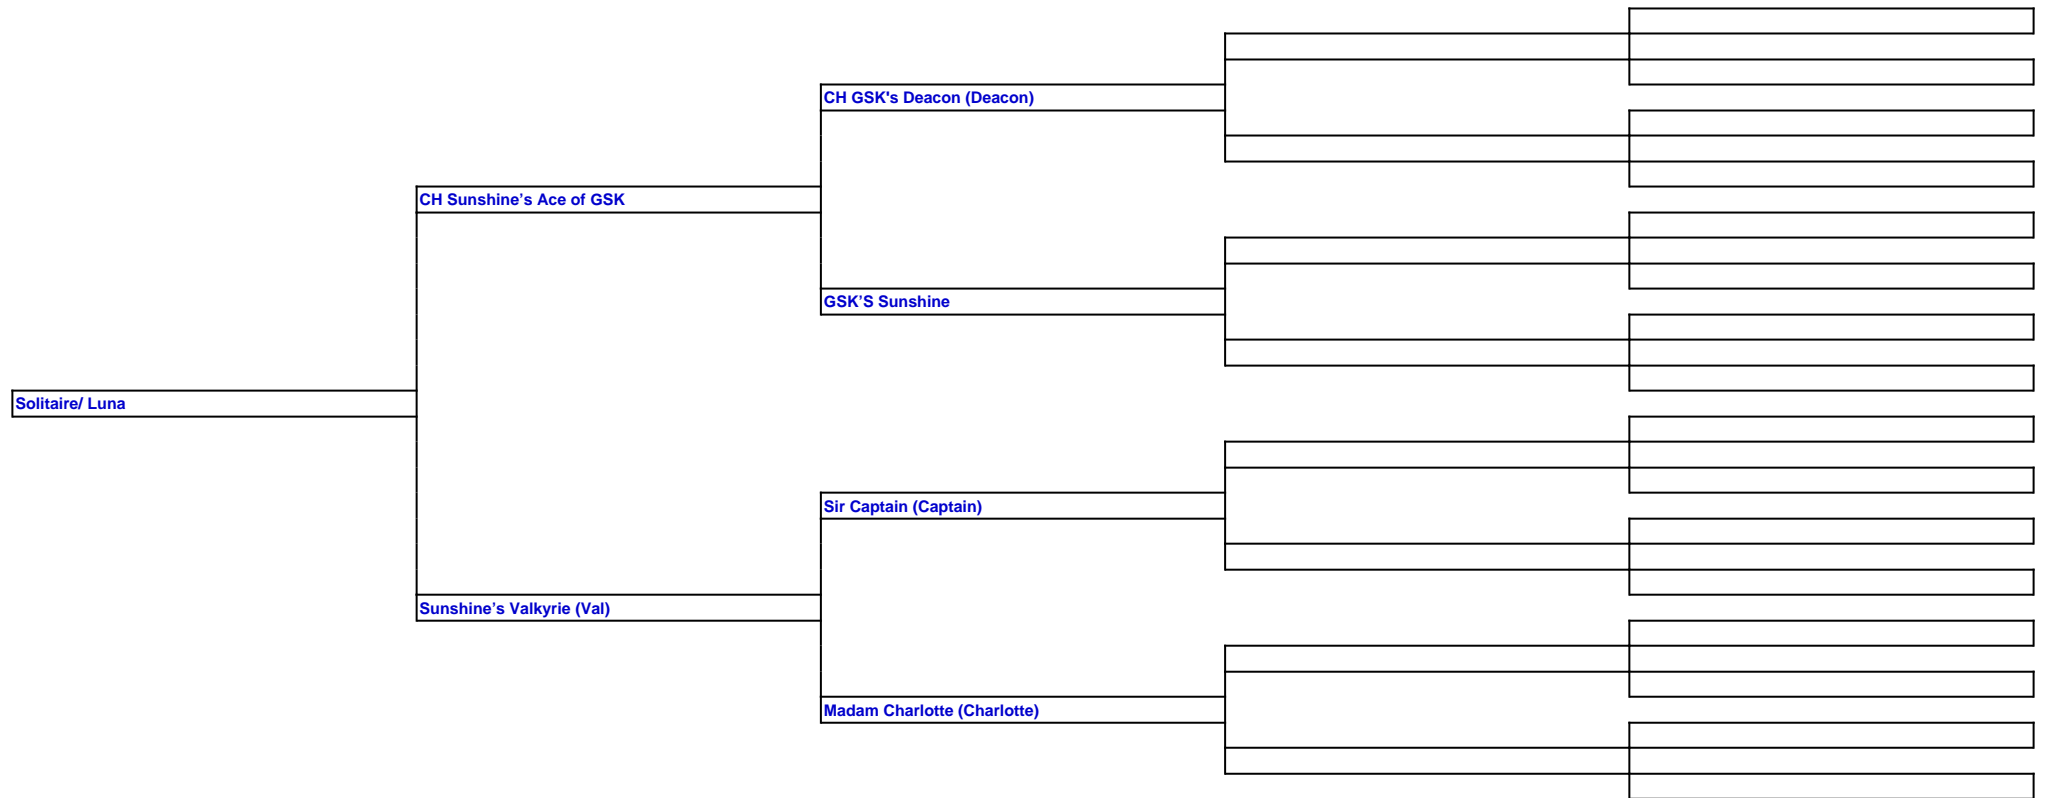 CH GSK's Deacon (Deacon)
CH Sunshine’s Ace of GSK
GSK’S Sunshine
Solitaire/ Luna
Sir Captain (Captain)
Sunshine’s Valkyrie (Val)
Madam Charlotte (Charlotte)